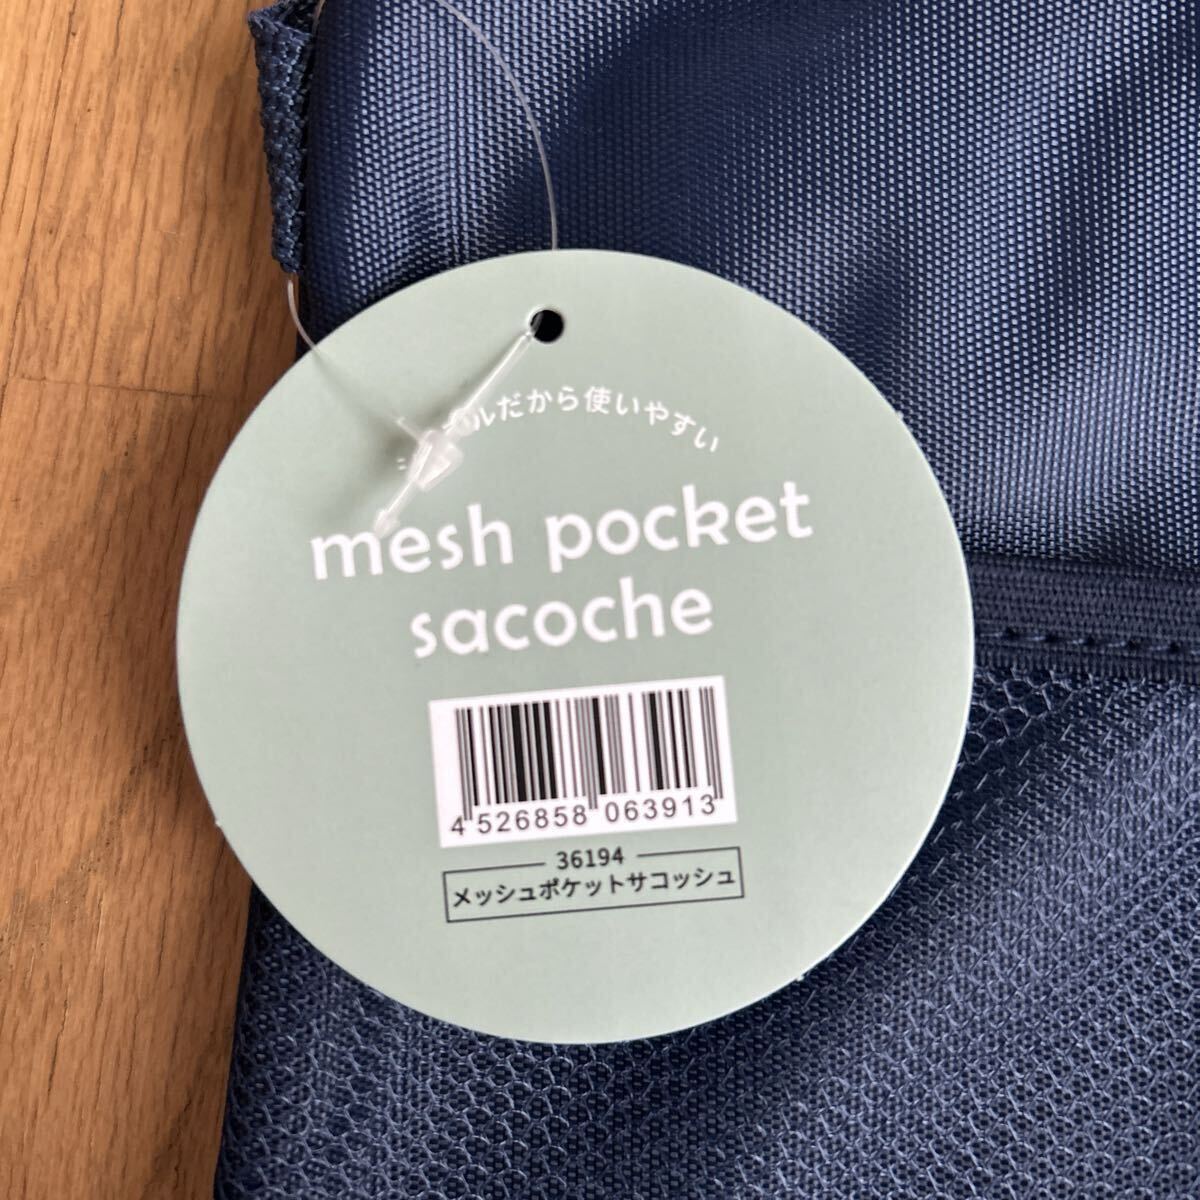 ルだから使いやすい
mesh pocket
sacoche
4 526858 063913
36194
メッシュポケットサコッシュ